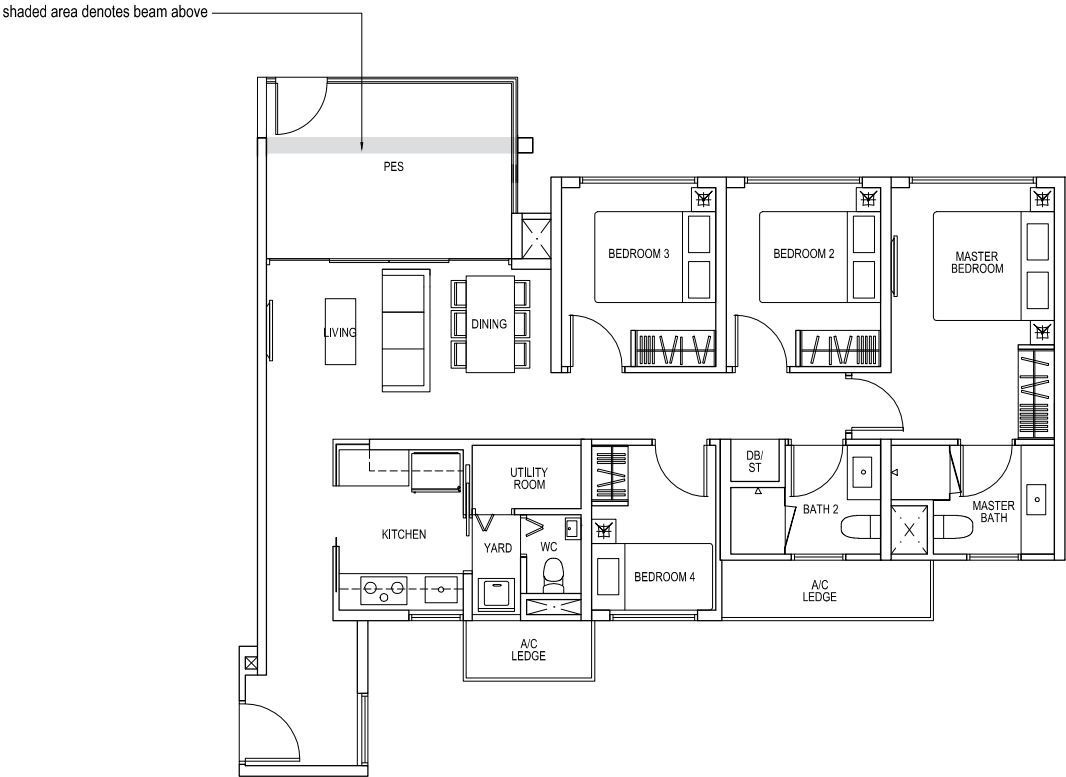 shaded area denotes beam above
PES
BEDROOM 3
BEDROOM 2
MASTER
BEDROOM
LIVING
DINING
UTILITY
ROOM
DB/
ST
BATH 2
MASTER
BATH
KITCHEN
YARD
WC
BEDROOM 4
A/C
LEDGE
A/C
LEDGE